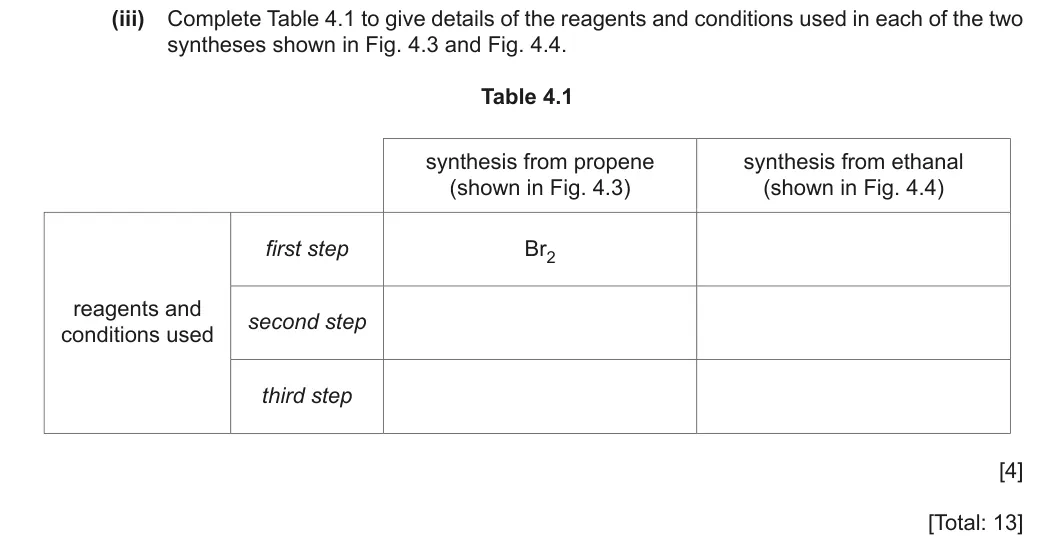 (iii) Complete Table 4.1 to give details of the reagents and conditions used in each of the two
syntheses shown in Fig. 4.3 and Fig. 4.4.
Table 4.1
synthesis from propene
(shown in Fig. 4.3)
synthesis from ethanal
(shown in Fig. 4.4)
reagents and
conditions used
first step
Br₂
second step
third step
[4]
[Total: 13]